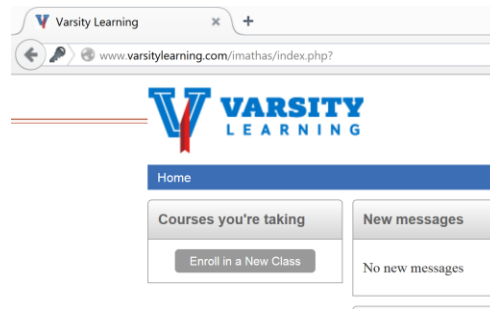 Varsity Learning
www.varsitylearning.com/imathas/index.php?
VARSITY
LEARNING
Home
Courses you're taking
Enroll in a New Class
New messages
No new messages